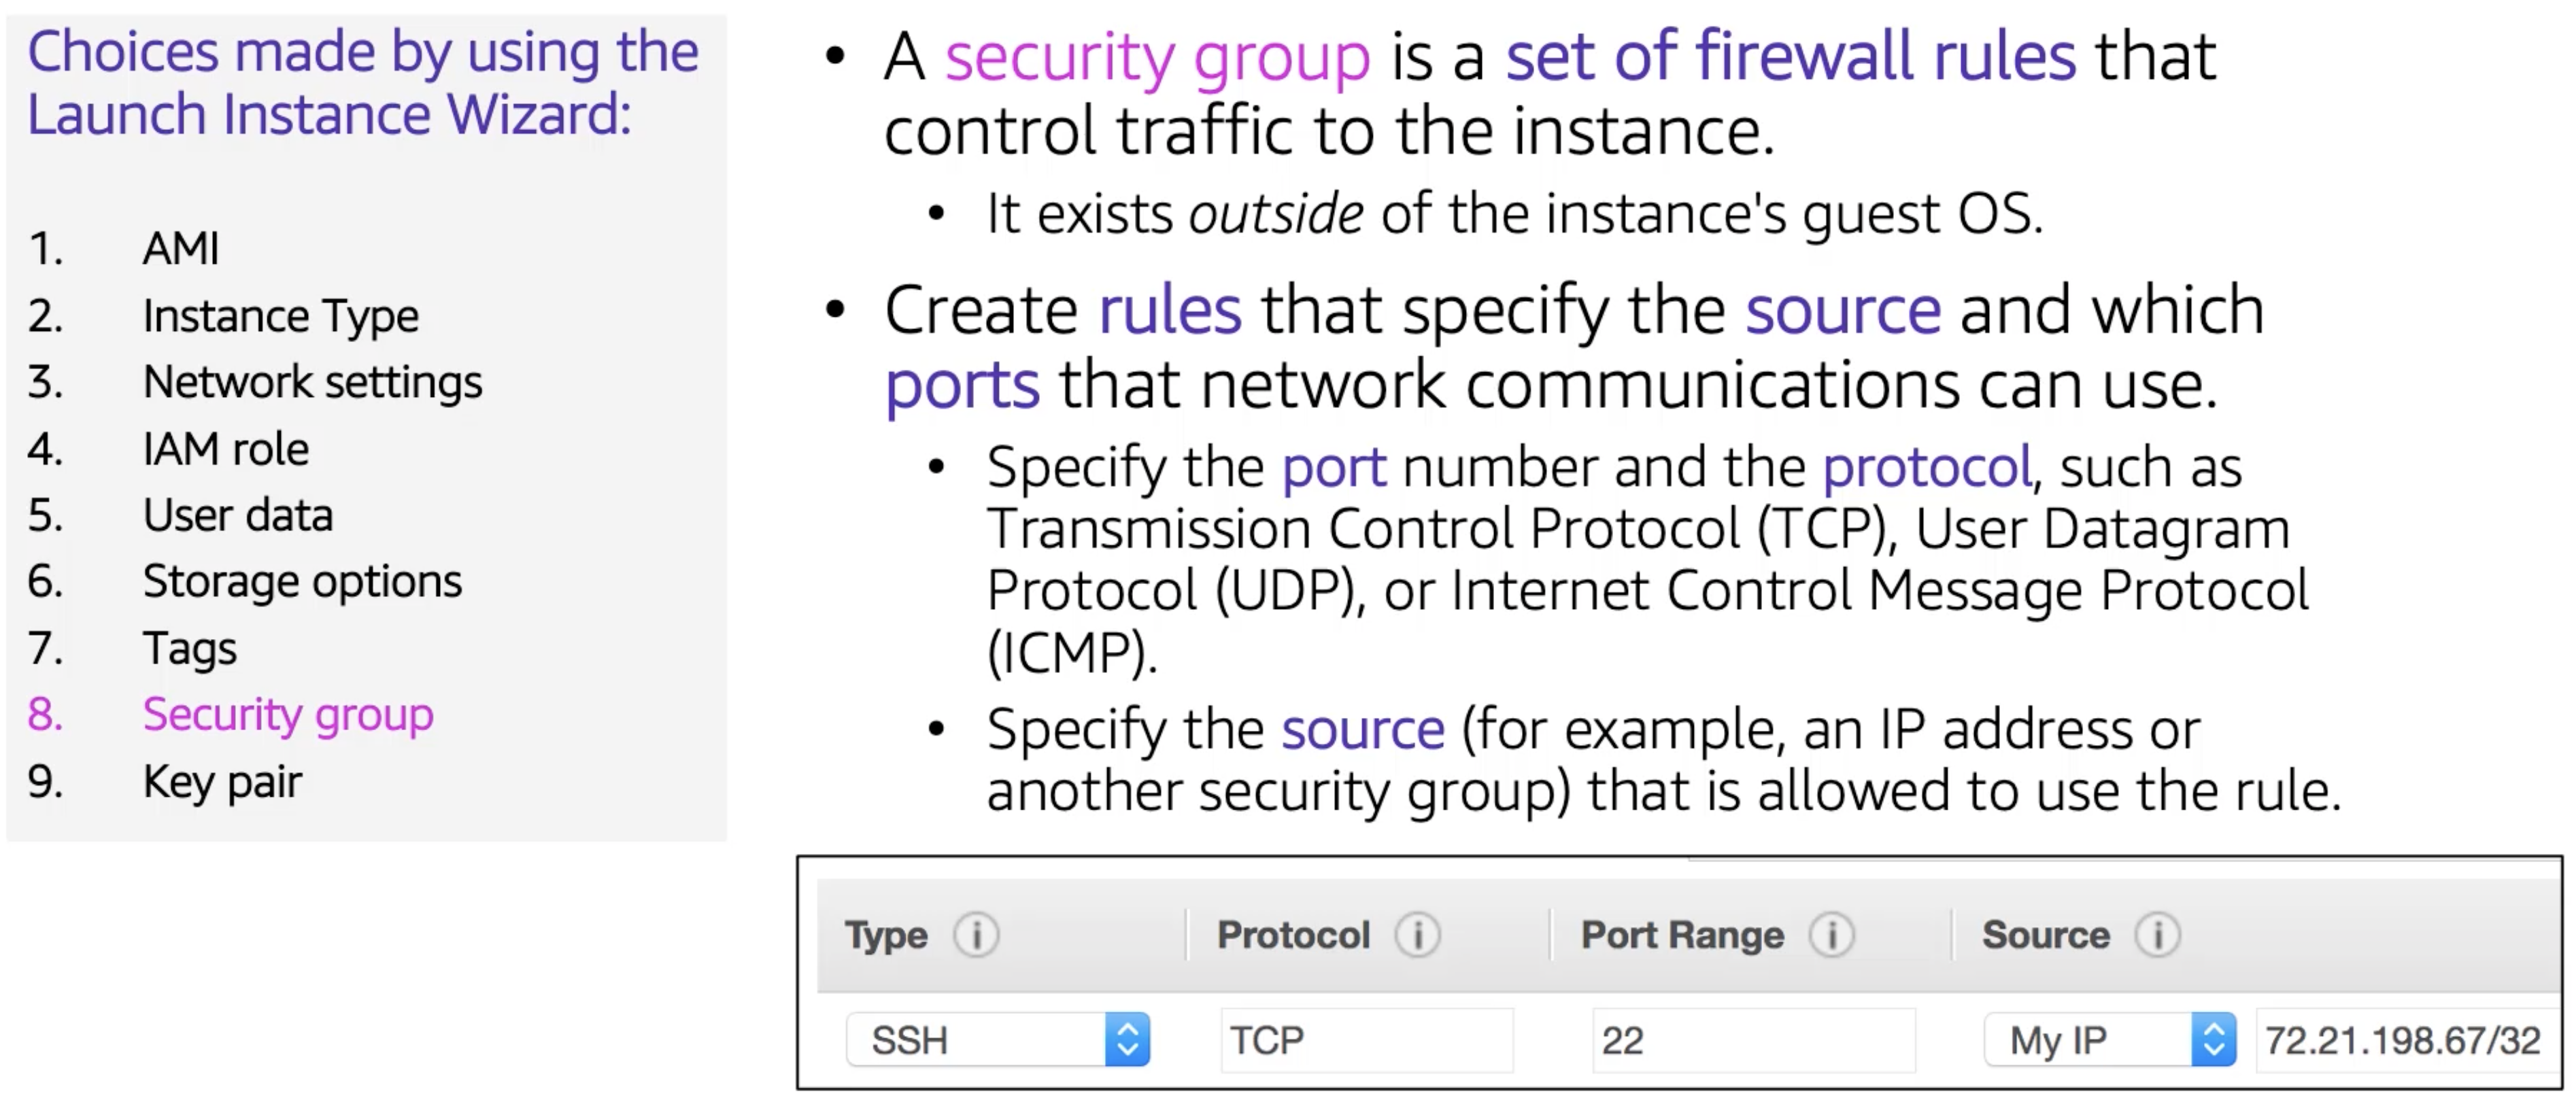 Choices made by using the
Launch Instance Wizard:
1. AMI
2. Instance Type
3. Network settings
4. IAM role
5. User data
6. Storage options
7. Tags
8. Security group
9. Key pair
• A security group is a set of firewall rules that
control traffic to the instance.
• It exists outside of the instance's guest OS.
• Create rules that specify the source and which
ports that network communications can use.
• Specify the port number and the protocol, such as
Transmission Control Protocol (TCP), User Datagram
Protocol (UDP), or Internet Control Message Protocol
(ICMP).
• Specify the source (for example, an IP address or
another security group) that is allowed to use the rule.
Type i Protocol i Port Range i Source i
SSH TCP 22 My IP 72.21.198.67/32